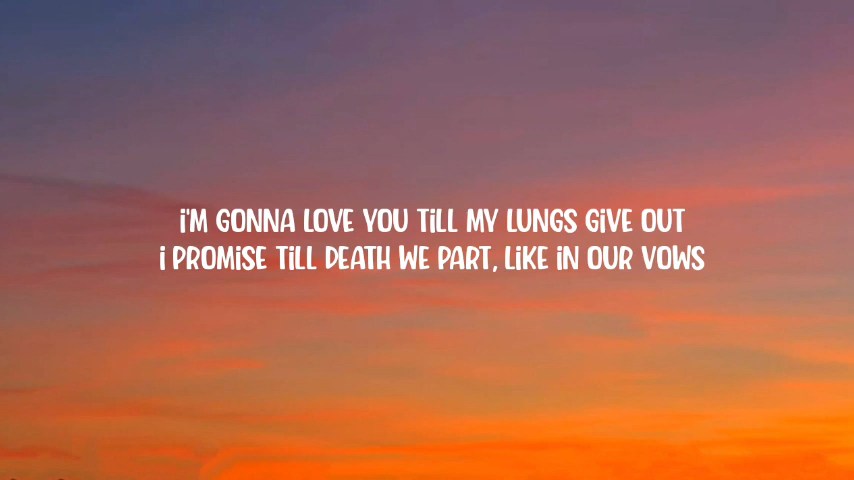 i'M GONNA LOVE YOU TiLL MY LUNGS GiVE OUT
i PROMiSE TiLL DEATH WE PART, LiKE iN OUR VOWS